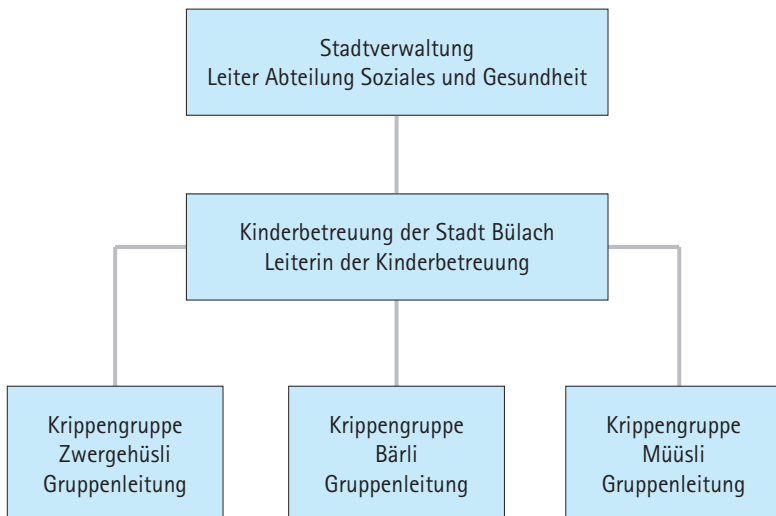 Stadtverwaltung
Leiter Abteilung Soziales und Gesundheit
Kinderbetreuung der Stadt Bülach
Leiterin der Kinderbetreuung
Krippengruppe
Zwergehüsli
Gruppenleitung
Krippengruppe
Bärli
Gruppenleitung
Krippengruppe
Müüsli
Gruppenleitung